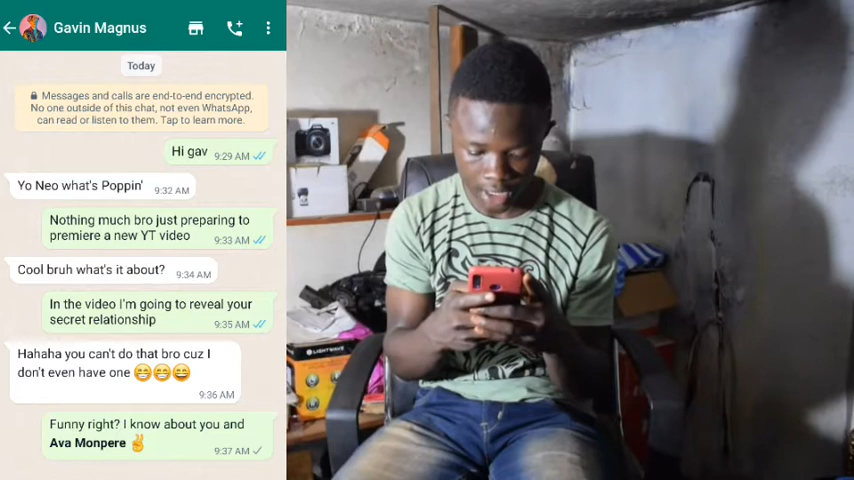 Gavin Magnus
Today
Messages and calls are end-to-end encrypted.
No one outside of this chat, not even WhatsApp,
can read or listen to them. Tap to learn more.
Hi gav 9:29 AM
Yo Neo what's Poppin' 9:32 AM
Nothing much bro just preparing to
premiere a new YT video 9:33 AM
Cool bruh what's it about? 9:34 AM
In the video I'm going to reveal your
secret relationship 9:35 AM
Hahaha you can't do that bro cuz I
don't even have one 😁😁😄
9:36 AM
Funny right? I know about you and
Ava Monpere ✌️ 9:37 AM
LIGHTWAVE